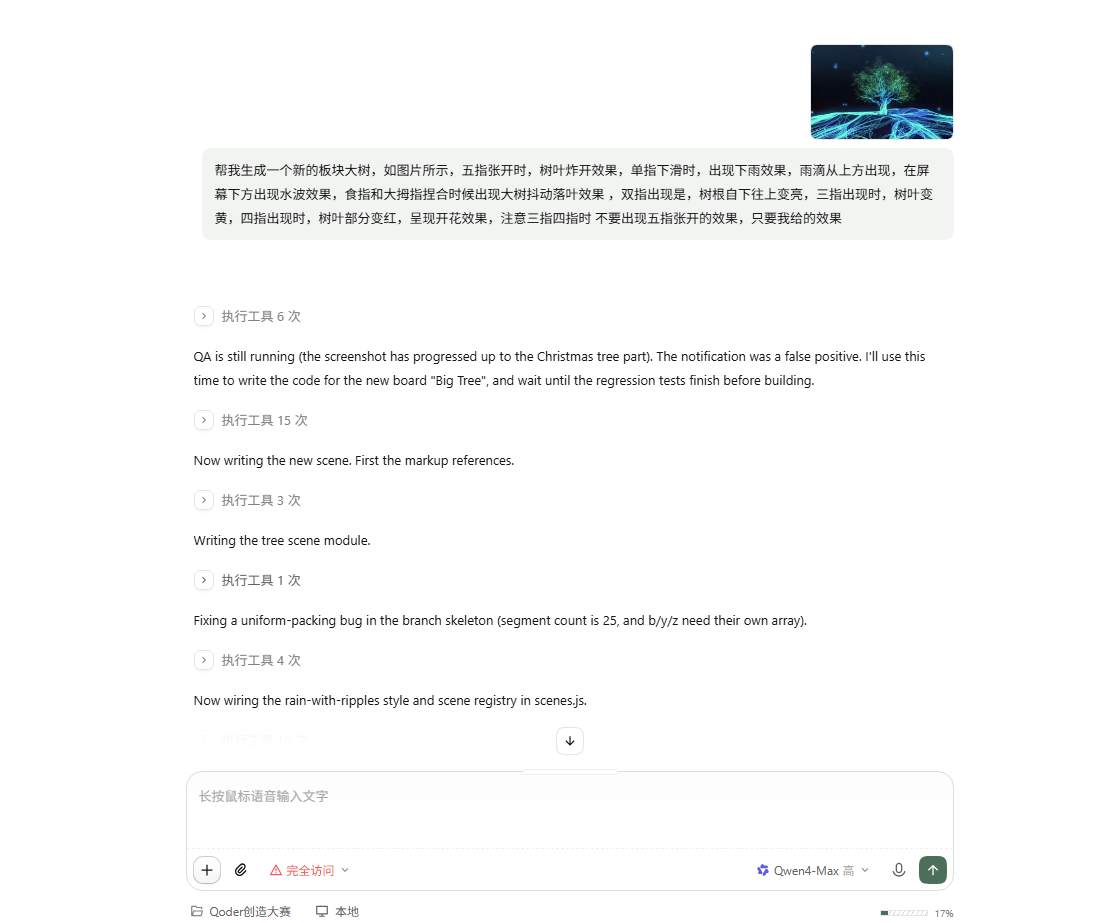 帮我生成一个新的板块大树，如图片所示，五指张开时，树叶炸开效果，单指下滑时，出现下雨效果，雨滴从上方出现，在屏
幕下方出现水波效果，食指和大拇指捏合时候出现大树抖动落叶效果 ，双指出现是，树根自下往上变亮，三指出现时，树叶变
黄，四指出现时，树叶部分变红，呈现开花效果，注意三指四指时 不要出现五指张开的效果，只要我给的效果
执行工具 6 次
QA is still running (the screenshot has progressed up to the Christmas tree part). The notification was a false positive. I'll use this
time to write the code for the new board "Big Tree", and wait until the regression tests finish before building.
执行工具 15 次
Now writing the new scene. First the markup references.
执行工具 3 次
Writing the tree scene module.
执行工具 1 次
Fixing a uniform-packing bug in the branch skeleton (segment count is 25, and b/y/z need their own array).
执行工具 4 次
Now wiring the rain-with-ripples style and scene registry in scenes.js.
执行工具 10 次
长按鼠标语音输入文字
完全访问
Qwen4-Max 高
Qoder创造大赛
本地
17%